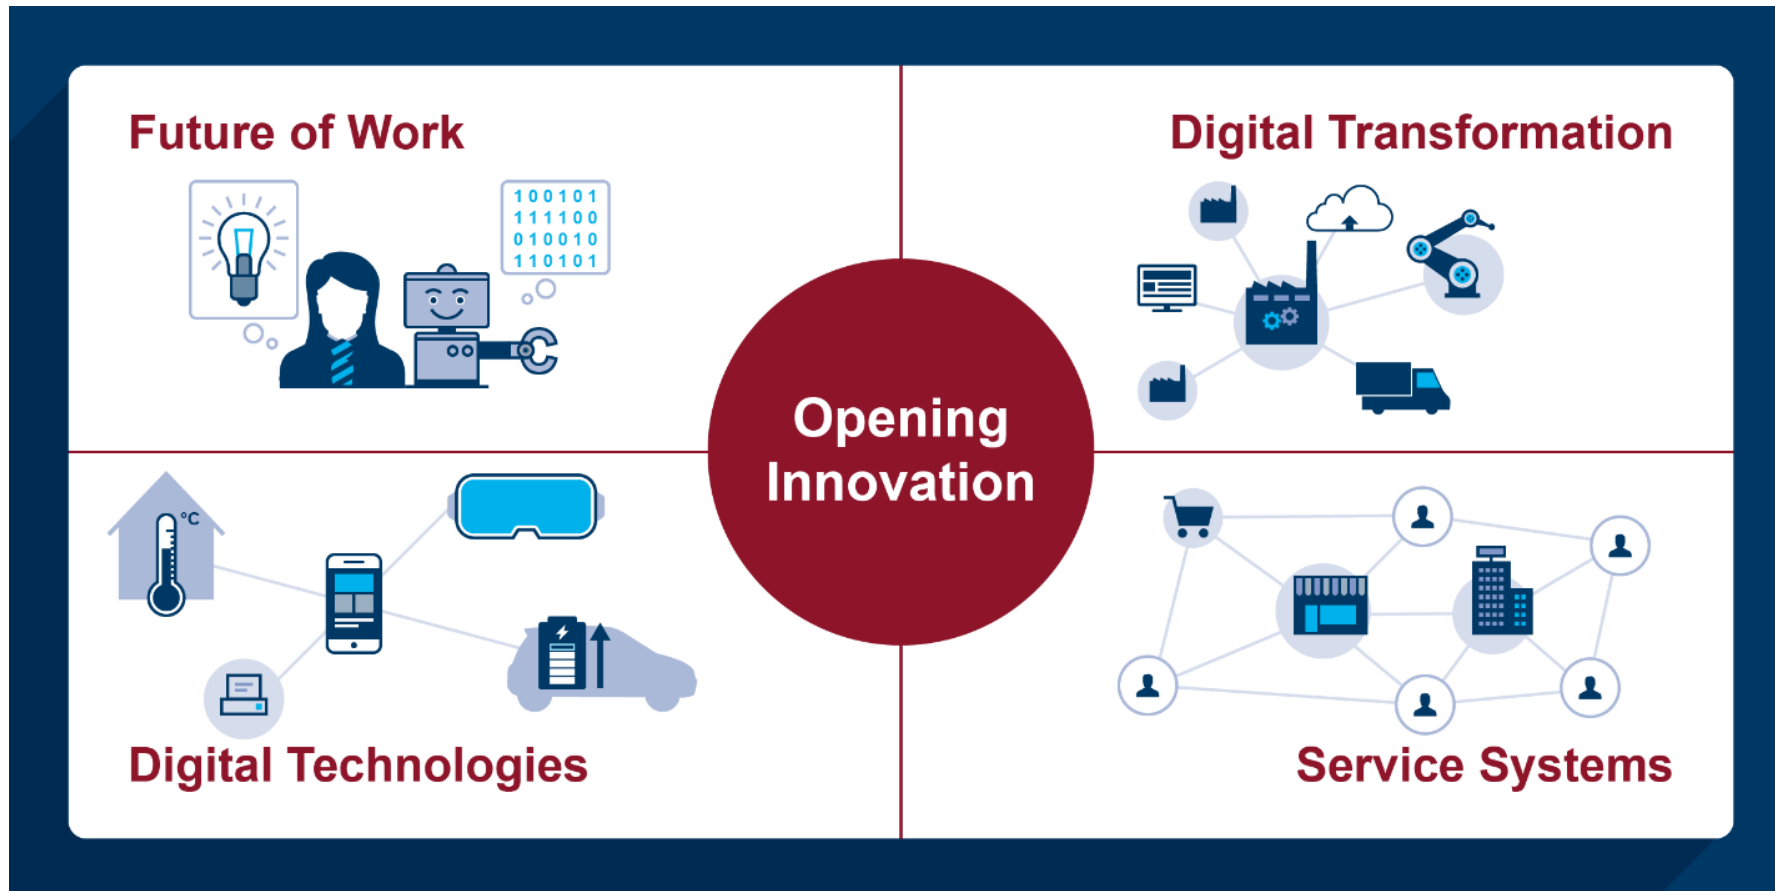 Future of Work
Digital Transformation
100101
111100
010010
110101
Opening
Innovation
°C
Digital Technologies
Service Systems